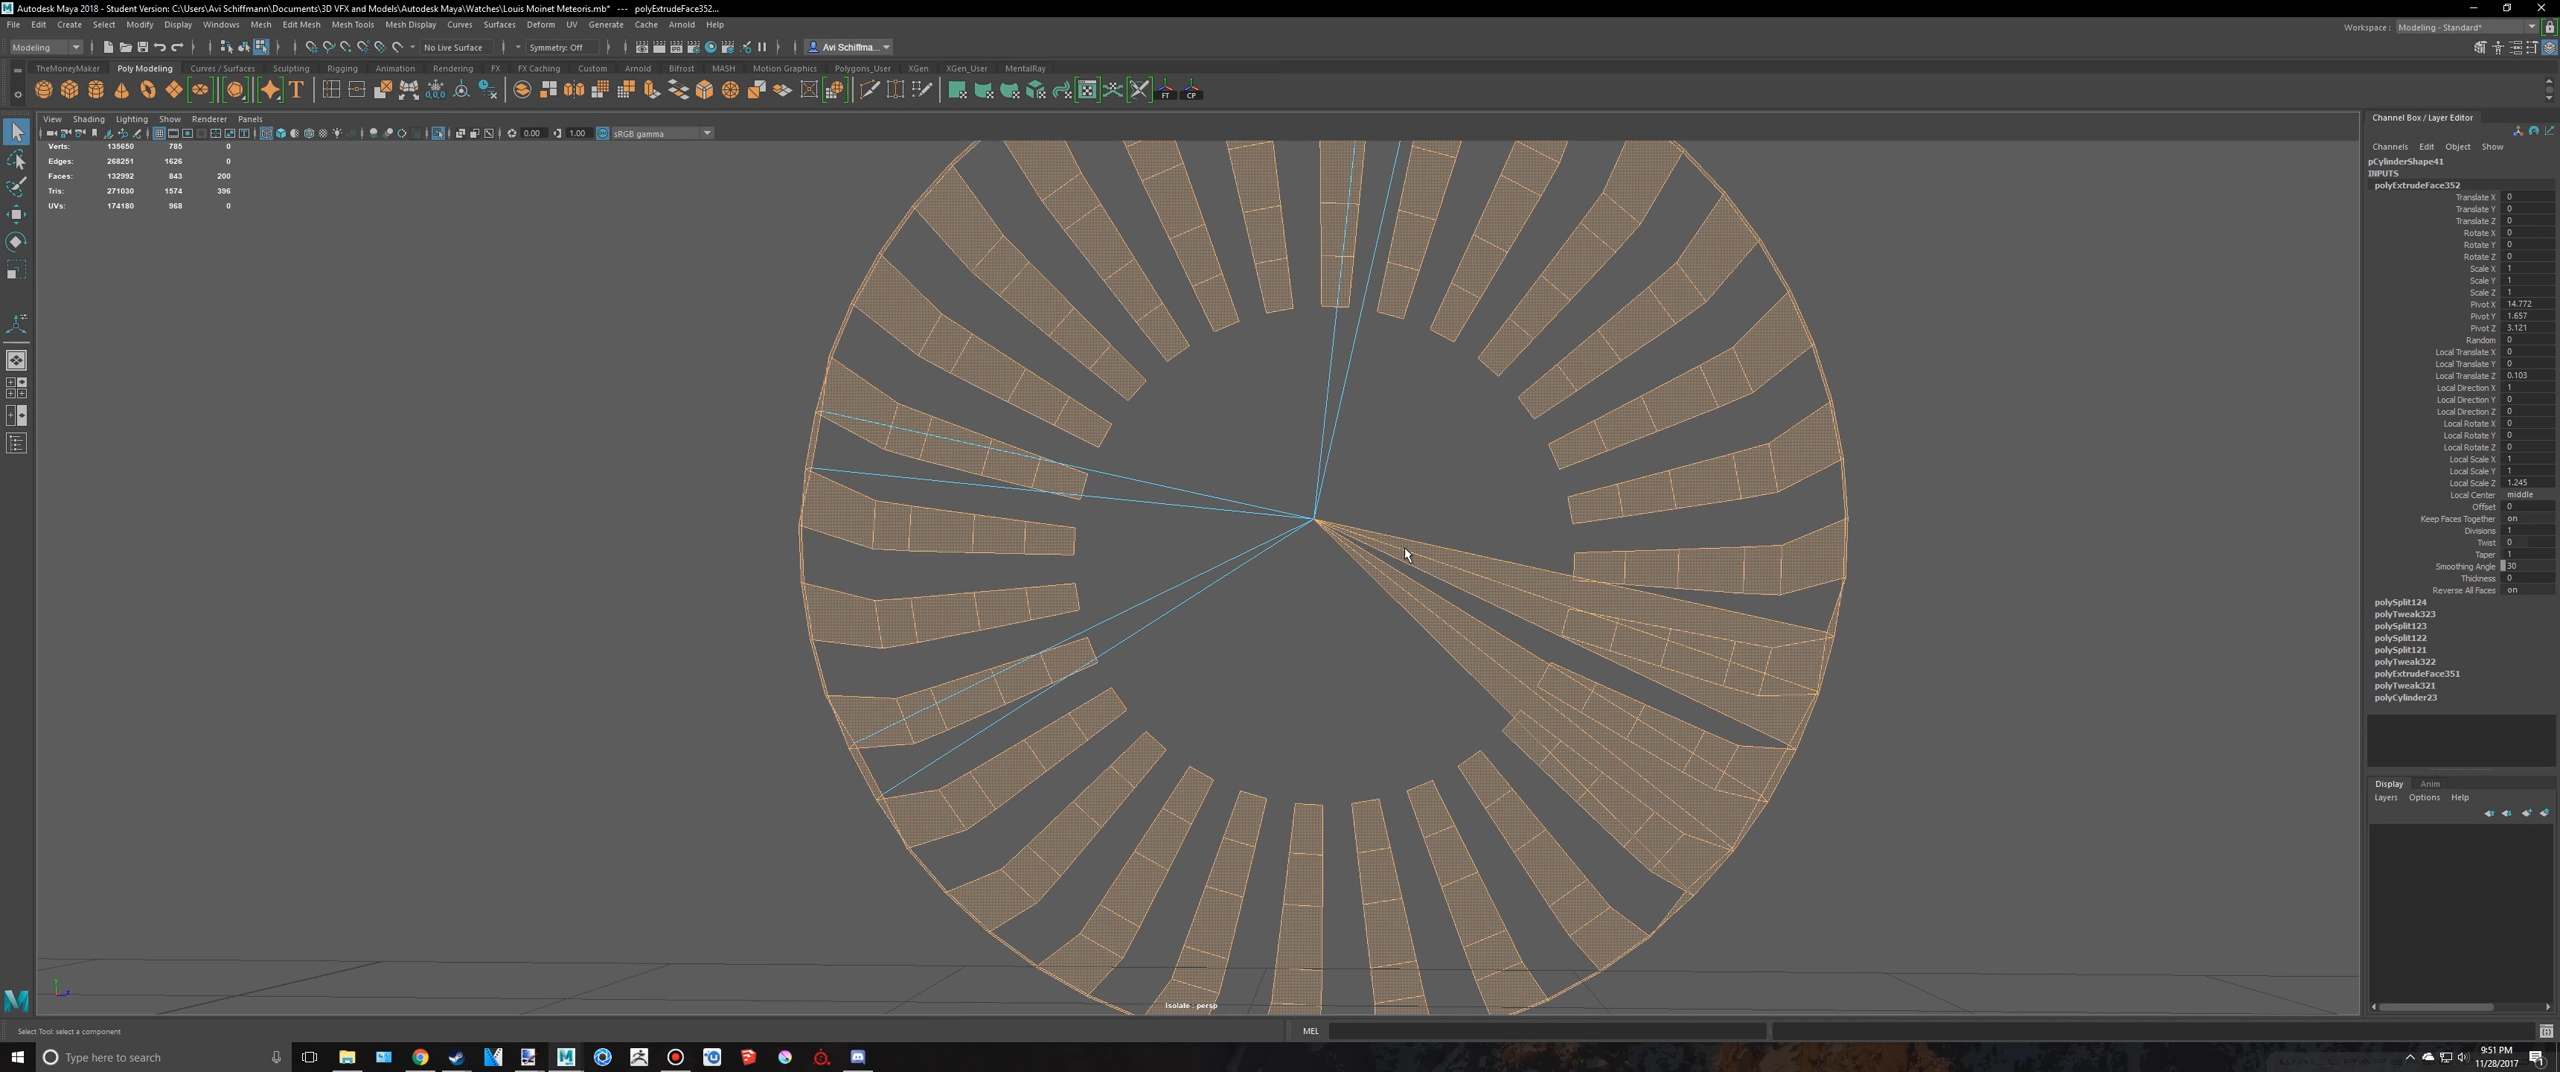 Autodesk Maya 2018 - Student Version: C:\Users\Avi Schiffmann\Documents\3D VFX and Models\Autodesk Maya\Watches\Louis Moinet Meteoris.mb* --- polyExtrudeFace352...
File Edit Create Select Modify Display Windows Mesh Edit Mesh Mesh Tools Mesh Display Curves Surfaces Deform UV Generate Cache Arnold Help
Workspace : Modeling - Standard*
Modeling No Live Surface Symmetry: Off Avi Schiffma...
TheMoneyMaker Poly Modeling Curves / Surfaces Sculpting Rigging Animation Rendering FX FX Caching Custom Arnold Bifrost MASH Motion Graphics Polygons_User XGen XGen_User MentalRay
FT CP
View Shading Lighting Show Renderer Panels
0.00 1.00 sRGB gamma
Verts: 135650 785 0
Edges: 268251 1626 0
Faces: 132992 843 200
Tris: 271030 1574 396
UVs: 174180 968 0
Isolate : persp
Channel Box / Layer Editor
Channels Edit Object Show
pCylinderShape41
INPUTS
polyExtrudeFace352
Translate X 0
Translate Y 0
Translate Z 0
Rotate X 0
Rotate Y 0
Rotate Z 0
Scale X 1
Scale Y 1
Scale Z 1
Pivot X 14.772
Pivot Y 1.657
Pivot Z 3.121
Random 0
Local Translate X 0
Local Translate Y 0
Local Translate Z 0.103
Local Direction X 1
Local Direction Y 0
Local Direction Z 0
Local Rotate X 0
Local Rotate Y 0
Local Rotate Z 0
Local Scale X 1
Local Scale Y 1
Local Scale Z 1.245
Local Center middle
Offset 0
Keep Faces Together on
Divisions 1
Twist 0
Taper 1
Smoothing Angle 30
Thickness 0
Reverse All Faces on
polySplit124
polyTweak323
polySplit123
polySplit122
polySplit121
polyTweak322
polyExtrudeFace351
polyTweak321
polyCylinder23
Display Anim
Layers Options Help
Select Tool: select a component
MEL
Type here to search
9:51 PM
11/28/2017